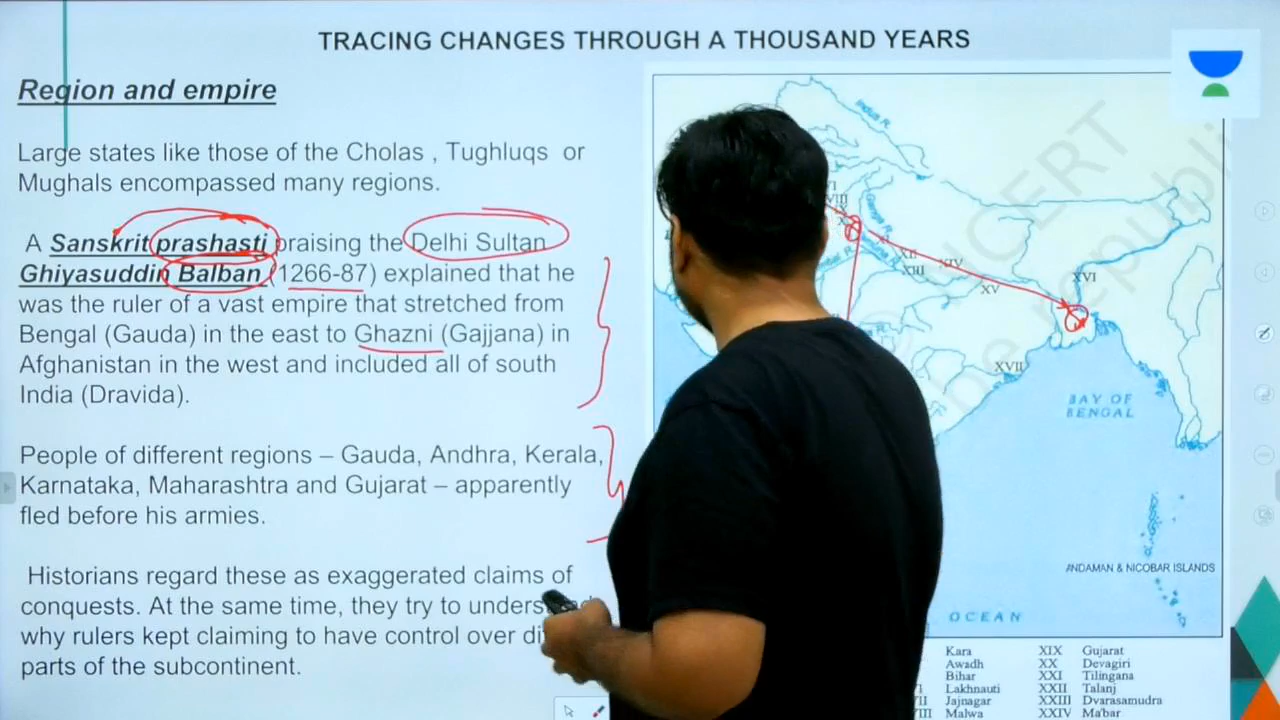 TRACING CHANGES THROUGH A THOUSAND YEARS
Region and empire
Large states like those of the Cholas , Tughluqs or
Mughals encompassed many regions.
A Sanskrit prashasti praising the Delhi Sultan
Ghiyasuddin Balban (1266-87) explained that he
was the ruler of a vast empire that stretched from
Bengal (Gauda) in the east to Ghazni (Gajjana) in
Afghanistan in the west and included all of south
India (Dravida).
People of different regions – Gauda, Andhra, Kerala,
Karnataka, Maharashtra and Gujarat – apparently
fled before his armies.
Historians regard these as exaggerated claims of
conquests. At the same time, they try to
why rulers kept claiming to have control over
parts of the subcontinent.
Indus R.
Ganga R.
XIII
XIV
XV
XVI
XVII
BAY OF
BENGAL
ANDAMAN & NICOBAR ISLANDS
OCEAN
NCERT
be republi
Kara XIX Gujarat
Awadh XX Devagiri
Bihar XXI Tilingana
Lakhnauti XXII Talanj
Jajnagar XXIII Dvarasamudra
Malwa XXIV Ma'bar